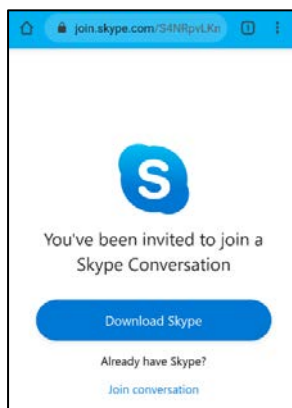 join.skype.com/S4NRpvLKn 1
S
You've been invited to join a
Skype Conversation
Download Skype
Already have Skype?
Join conversation